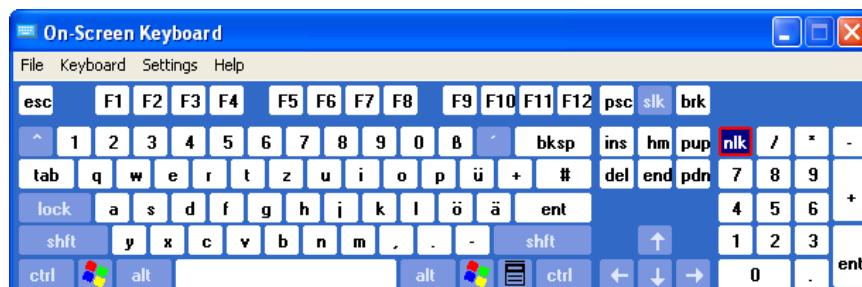 On-Screen Keyboard
File Keyboard Settings Help
esc F1 F2 F3 F4 F5 F6 F7 F8 F9 F10 F11 F12 psc slk brk
^ 1 2 3 4 5 6 7 8 9 0 ß ´ bksp ins hm pup nlk / * -
tab q w e r t z u i o p ü + # del end pdn 7 8 9 +
lock a s d f g h j k l ö ä ent 4 5 6
shft y x c v b n m , . - shft ↑ 1 2 3 ent
ctrl alt alt ctrl ← ↓ → 0 .